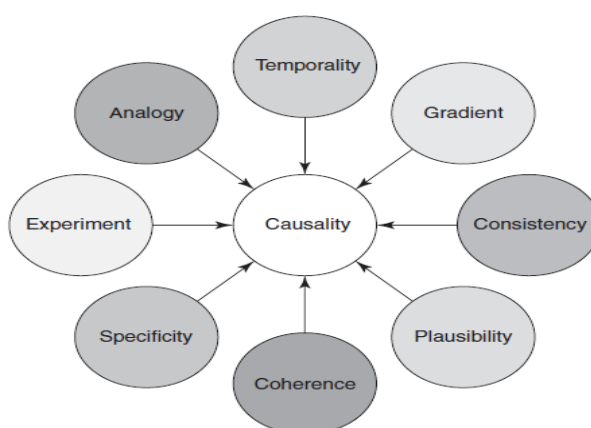 Temporality
Analogy
Gradient
Experiment
Causality
Consistency
Specificity
Plausibility
Coherence